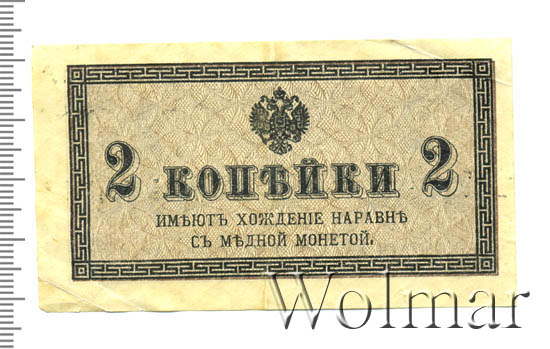 2 КОПѢЙКИ 2
ИМѢЮТЪ ХОЖДЕНІЕ НАРАВНѢ
СЪ МѢДНОЙ МОНЕТОЙ.
Wolmar